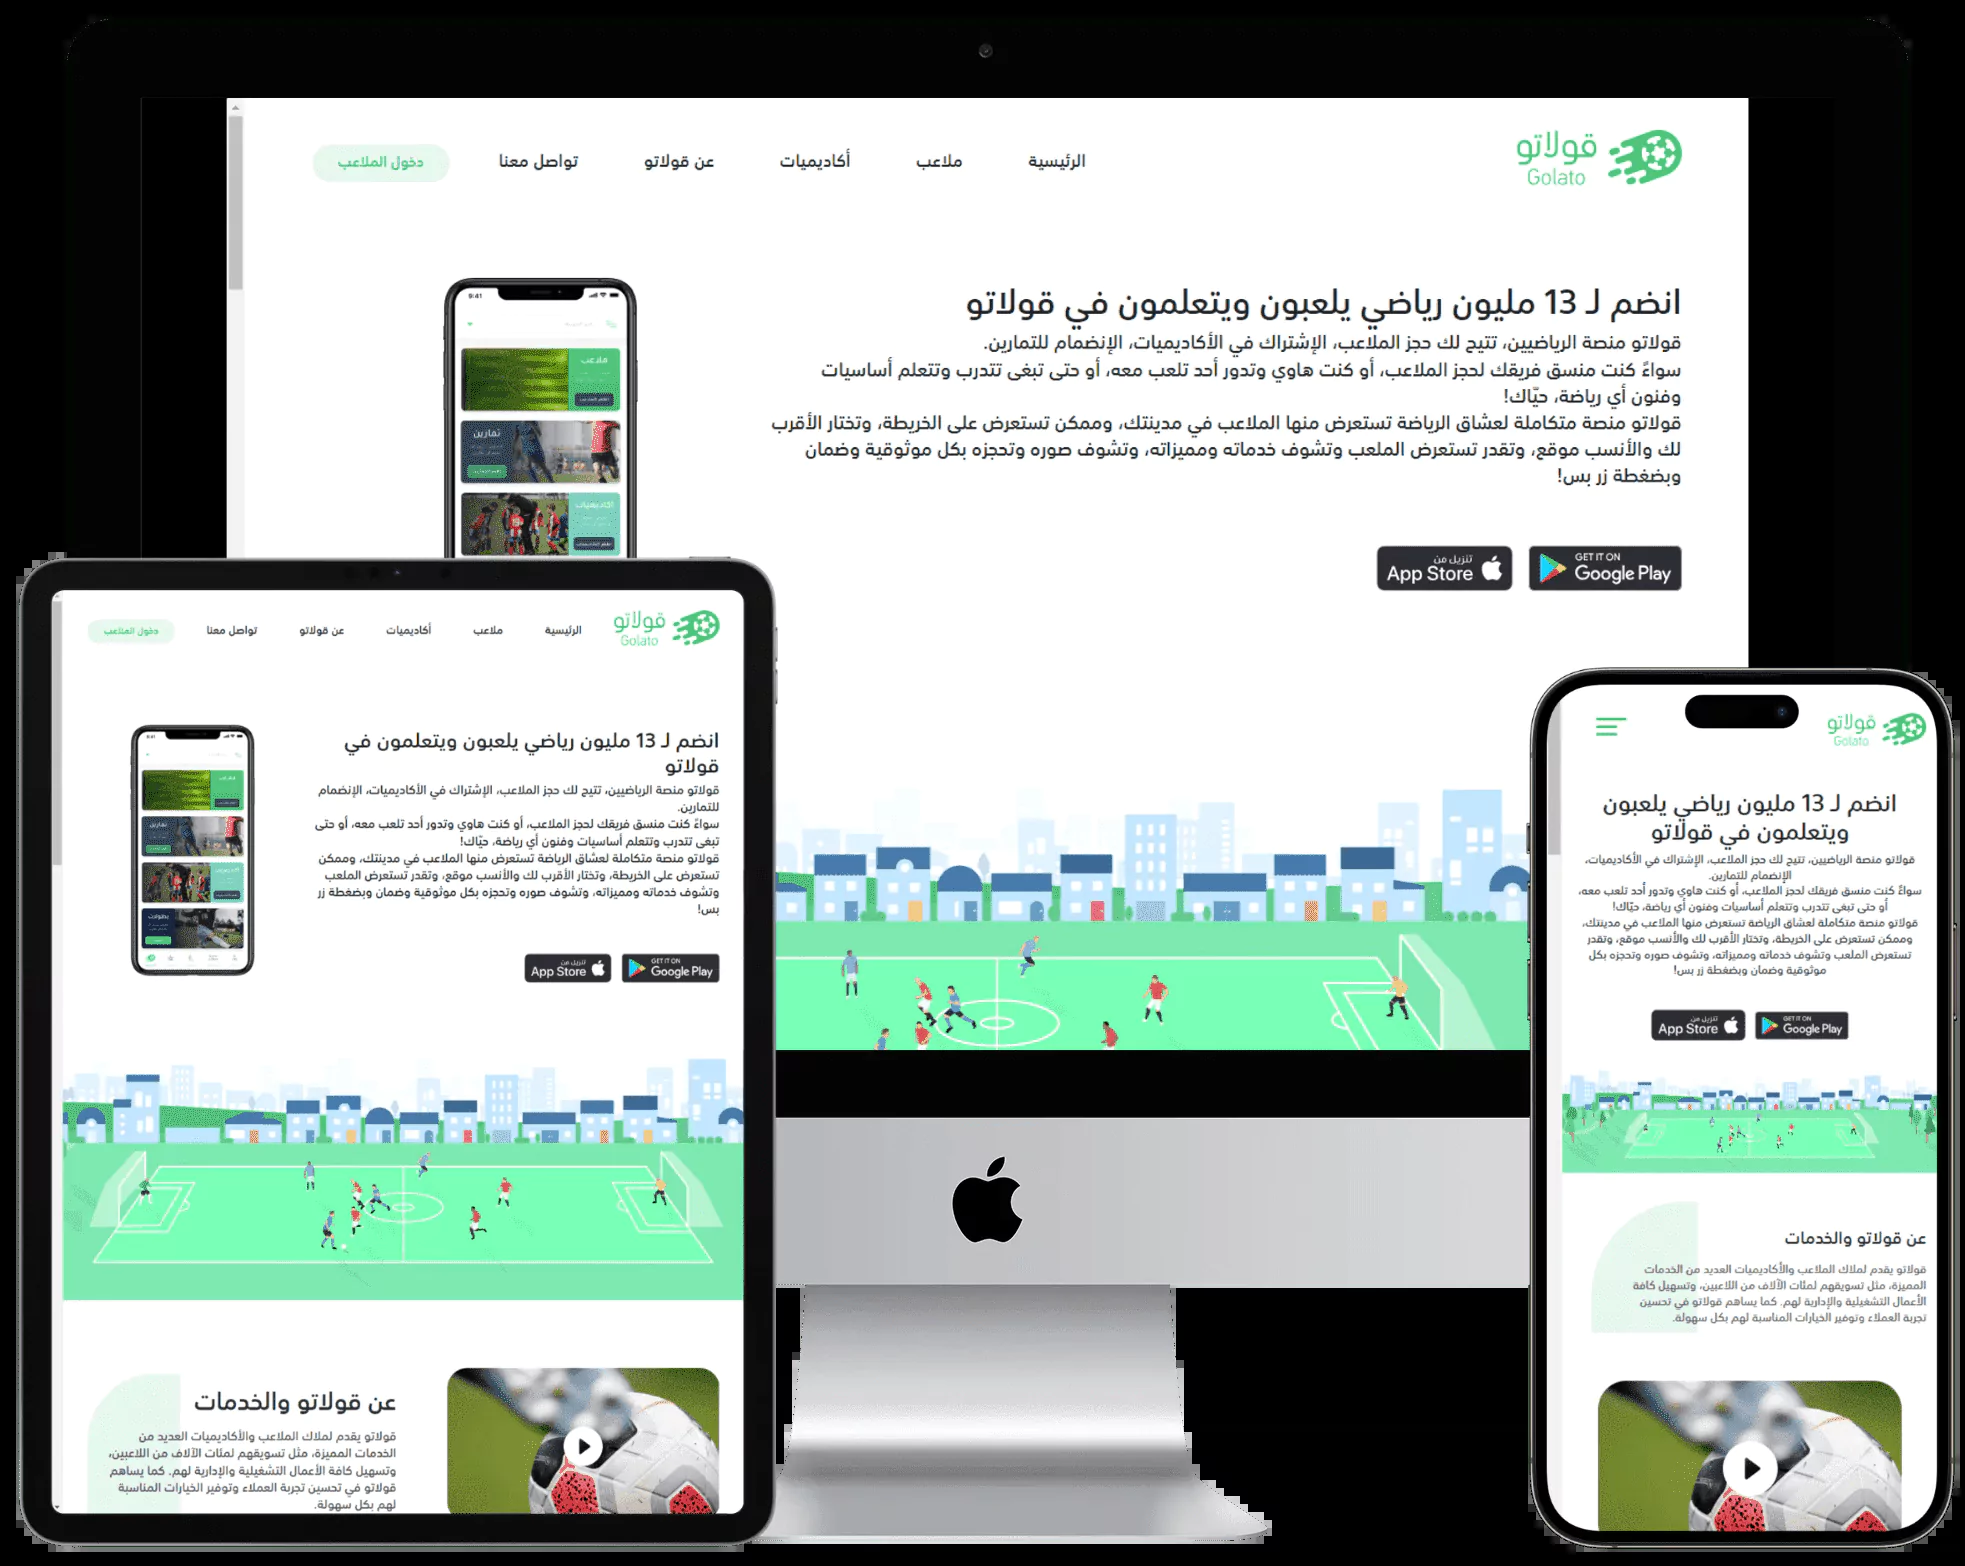 قولاتو
Golato
الرئيسية
ملاعب
أكاديميات
عن قولاتو
تواصل معنا
دخول الملاعب
انضم لـ 13 مليون رياضي يلعبون ويتعلمون في قولاتو
قولاتو منصة الرياضيين، تتيح لك حجز الملاعب، الإشتراك في الأكاديميات، الإنضمام للتمارين.
سواءً كنت منسق فريقك لحجز الملاعب، أو كنت هاوي وتدور أحد تلعب معه، أو حتى تبغى تتدرب وتتعلم أساسيات
وفنون أي رياضة، حيّاك!
قولاتو منصة متكاملة لعشاق الرياضة تستعرض منها الملاعب في مدينتك، وممكن تستعرض على الخريطة، وتختار الأقرب
لك والأنسب موقع، وتقدر تستعرض الملعب وتشوف خدماته ومميزاته، وتشوف صوره وتحجزه بكل موثوقية وضمان
وبضغطة زر بس!
GET IT ON
Google Play
تنزيل من
App Store
9:41
ملاعب
تمارين
أكاديميات
قولاتو
Golato
الرئيسية
ملاعب
أكاديميات
عن قولاتو
تواصل معنا
دخول الملاعب
انضم لـ 13 مليون رياضي يلعبون ويتعلمون في
قولاتو
قولاتو منصة الرياضيين، تتيح لك حجز الملاعب، الإشتراك في الأكاديميات، الإنضمام
للتمارين.
سواءً كنت منسق فريقك لحجز الملاعب، أو كنت هاوي وتدور أحد تلعب معه، أو حتى
تبغى تتدرب وتتعلم أساسيات وفنون أي رياضة، حيّاك!
قولاتو منصة متكاملة لعشاق الرياضة تستعرض منها الملاعب في مدينتك، وممكن
تستعرض على الخريطة، وتختار الأقرب لك والأنسب موقع، وتقدر تستعرض الملعب
وتشوف خدماته ومميزاته، وتشوف صوره وتحجزه بكل موثوقية وضمان وبضغطة زر
بس!
GET IT ON
Google Play
تنزيل من
App Store
ملاعب
تمارين
بطولات
عن قولاتو والخدمات
قولاتو يقدم لملاك الملاعب والأكاديميات العديد من
الخدمات المميزة، مثل تسويقهم لمئات الآلاف من اللاعبين،
وتسهيل كافة الأعمال التشغيلية والإدارية لهم. كما يساهم
قولاتو في تحسين تجربة العملاء وتوفير الخيارات المناسبة
لهم بكل سهولة.
قولاتو
Golato
انضم لـ 13 مليون رياضي يلعبون
ويتعلمون في قولاتو
قولاتو منصة الرياضيين، تتيح لك حجز الملاعب، الإشتراك في الأكاديميات،
الإنضمام للتمارين.
سواءً كنت منسق فريقك لحجز الملاعب، أو كنت هاوي وتدور أحد تلعب معه،
أو حتى تبغى تتدرب وتتعلم أساسيات وفنون أي رياضة، حيّاك!
قولاتو منصة متكاملة لعشاق الرياضة تستعرض منها الملاعب في مدينتك،
وممكن تستعرض على الخريطة، وتختار الأقرب لك والأنسب موقع، وتقدر
تستعرض الملعب وتشوف خدماته ومميزاته، وتشوف صوره وتحجزه بكل
موثوقية وضمان وبضغطة زر بس!
GET IT ON
Google Play
تنزيل من
App Store
عن قولاتو والخدمات
قولاتو يقدم لملاك الملاعب والأكاديميات العديد من الخدمات
المميزة، مثل تسويقهم لمئات الآلاف من اللاعبين، وتسهيل كافة
الأعمال التشغيلية والإدارية لهم. كما يساهم قولاتو في تحسين
تجربة العملاء وتوفير الخيارات المناسبة لهم بكل سهولة.